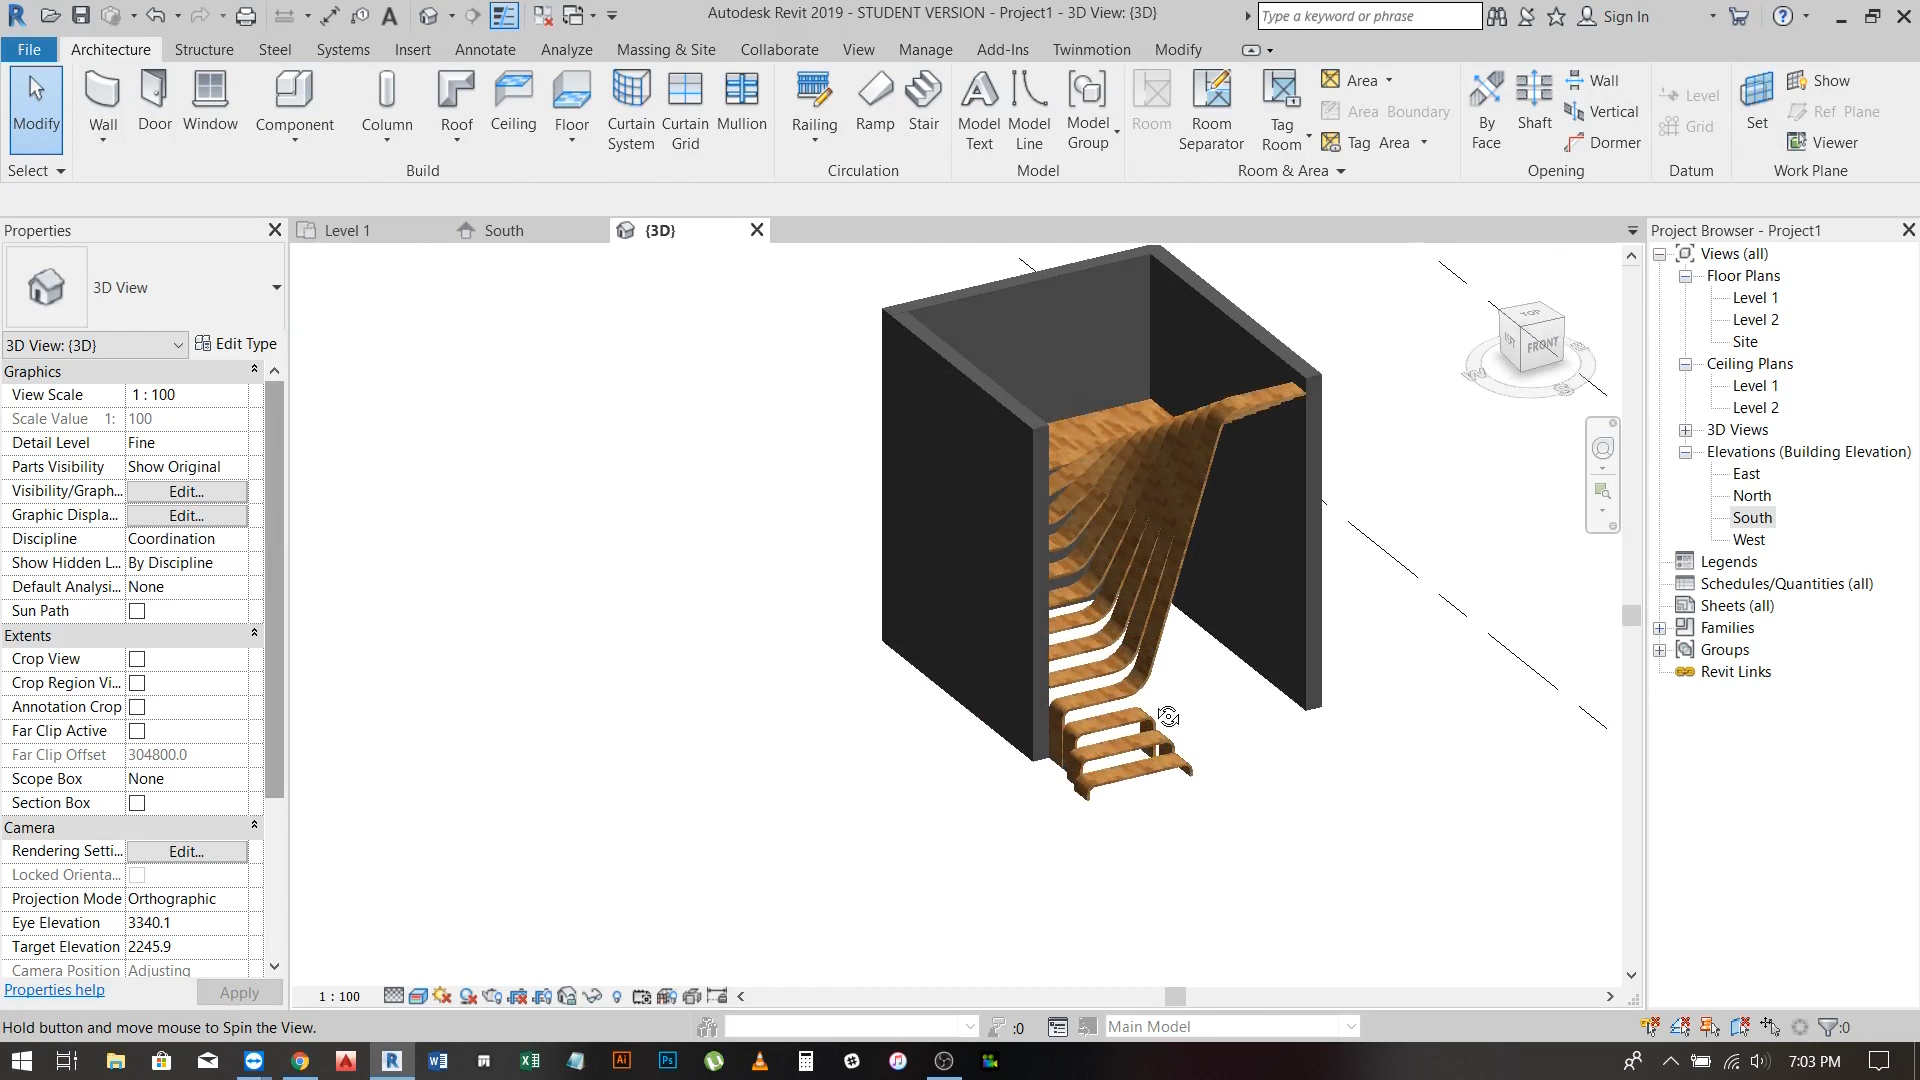 Autodesk Revit 2019 - STUDENT VERSION - Project1 - 3D View: {3D}
Type a keyword or phrase
Sign In
File Architecture Structure Steel Systems Insert Annotate Analyze Massing & Site Collaborate View Manage Add-Ins Twinmotion Modify
Modify
Wall
Door
Window
Component
Column
Roof
Ceiling
Floor
Curtain System
Curtain Grid
Mullion
Railing
Ramp
Stair
Model Text
Model Line
Model Group
Room
Room Separator
Tag Room
Area
Area Boundary
Tag Area
By Face
Shaft
Wall
Vertical
Dormer
Level
Grid
Set
Show
Ref Plane
Viewer
Select
Build
Circulation
Model
Room & Area
Opening
Datum
Work Plane
Properties
Level 1
South
{3D}
Project Browser - Project1
3D View
3D View: {3D}
Edit Type
Graphics
View Scale 1 : 100
Scale Value 1: 100
Detail Level Fine
Parts Visibility Show Original
Visibility/Graph... Edit...
Graphic Displa... Edit...
Discipline Coordination
Show Hidden L... By Discipline
Default Analysi... None
Sun Path
Extents
Crop View
Crop Region Vi...
Annotation Crop
Far Clip Active
Far Clip Offset 304800.0
Scope Box None
Section Box
Camera
Rendering Setti... Edit...
Locked Orienta...
Projection Mode Orthographic
Eye Elevation 3340.1
Target Elevation 2245.9
Camera Position Adjusting
Properties help
Apply
TOP
LEFT
FRONT
Views (all)
Floor Plans
Level 1
Level 2
Site
Ceiling Plans
Level 1
Level 2
3D Views
Elevations (Building Elevation)
East
North
South
West
Legends
Schedules/Quantities (all)
Sheets (all)
Families
Groups
Revit Links
1 : 100
Hold button and move mouse to Spin the View.
:0
Main Model
:0
7:03 PM